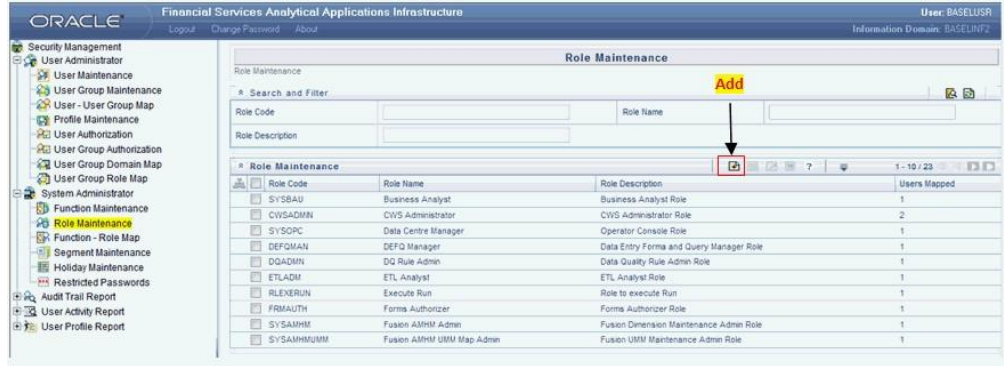 ORACLE
Financial Services Analytical Applications Infrastructure
User: BASELUSR
Logout Change Password About
Information Domain: BASELINF2
Security Management
User Administrator
User Maintenance
User Group Maintenance
User - User Group Map
Profile Maintenance
User Authorization
User Group Authorization
User Group Domain Map
User Group Role Map
System Administrator
Function Maintenance
Role Maintenance
Function - Role Map
Segment Maintenance
Holiday Maintenance
Restricted Passwords
Audit Trail Report
User Activity Report
User Profile Report
Role Maintenance
Role Maintenance
Add
Search and Filter
Role Code
Role Name
Role Description
Role Maintenance
?
1 - 10 / 23
Role Code Role Name Role Description Users Mapped
SYSBAU Business Analyst Business Analyst Role 1
CWSADMN CWS Administrator CWS Administrator Role 2
SYSOPC Data Centre Manager Operator Console Role 1
DEFQMAN DEFQ Manager Data Entry Forma and Query Manager Role 1
DQADMN DQ Rule Admin Data Quality Rule Admin Role 1
ETLADM ETL Analyst ETL Analyst Role 1
RLEXERUN Execute Run Role to execute Run 1
FRMAUTH Forms Authorizer Forms Authorizer Role 1
SYSAMHM Fusion AMHM Admin Fusion Dimension Maintenance Admin Role 1
SYSAMHMUMM Fusion AMHM UMM Map Admin Fusion UMM Maintenance Admin Role 1